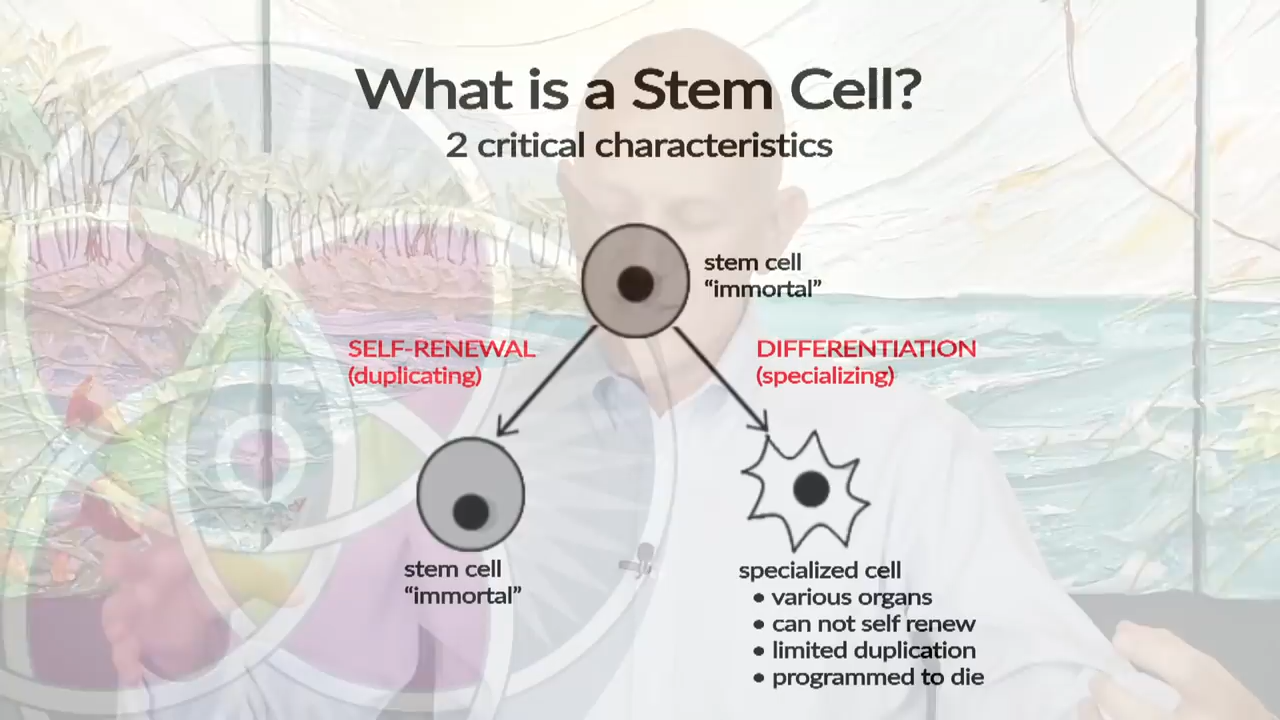 What is a Stem Cell?
2 critical characteristics
stem cell
“immortal”
SELF-RENEWAL
(duplicating)
DIFFERENTIATION
(specializing)
stem cell
“immortal”
specialized cell
• various organs
• can not self renew
• limited duplication
• programmed to die